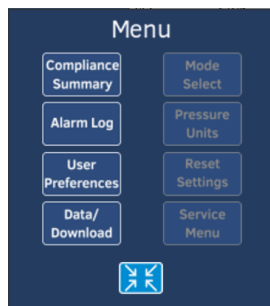 Menu
Compliance
Summary
Mode
Select
Alarm Log
Pressure
Units
User
Preferences
Reset
Settings
Data/
Download
Service
Menu